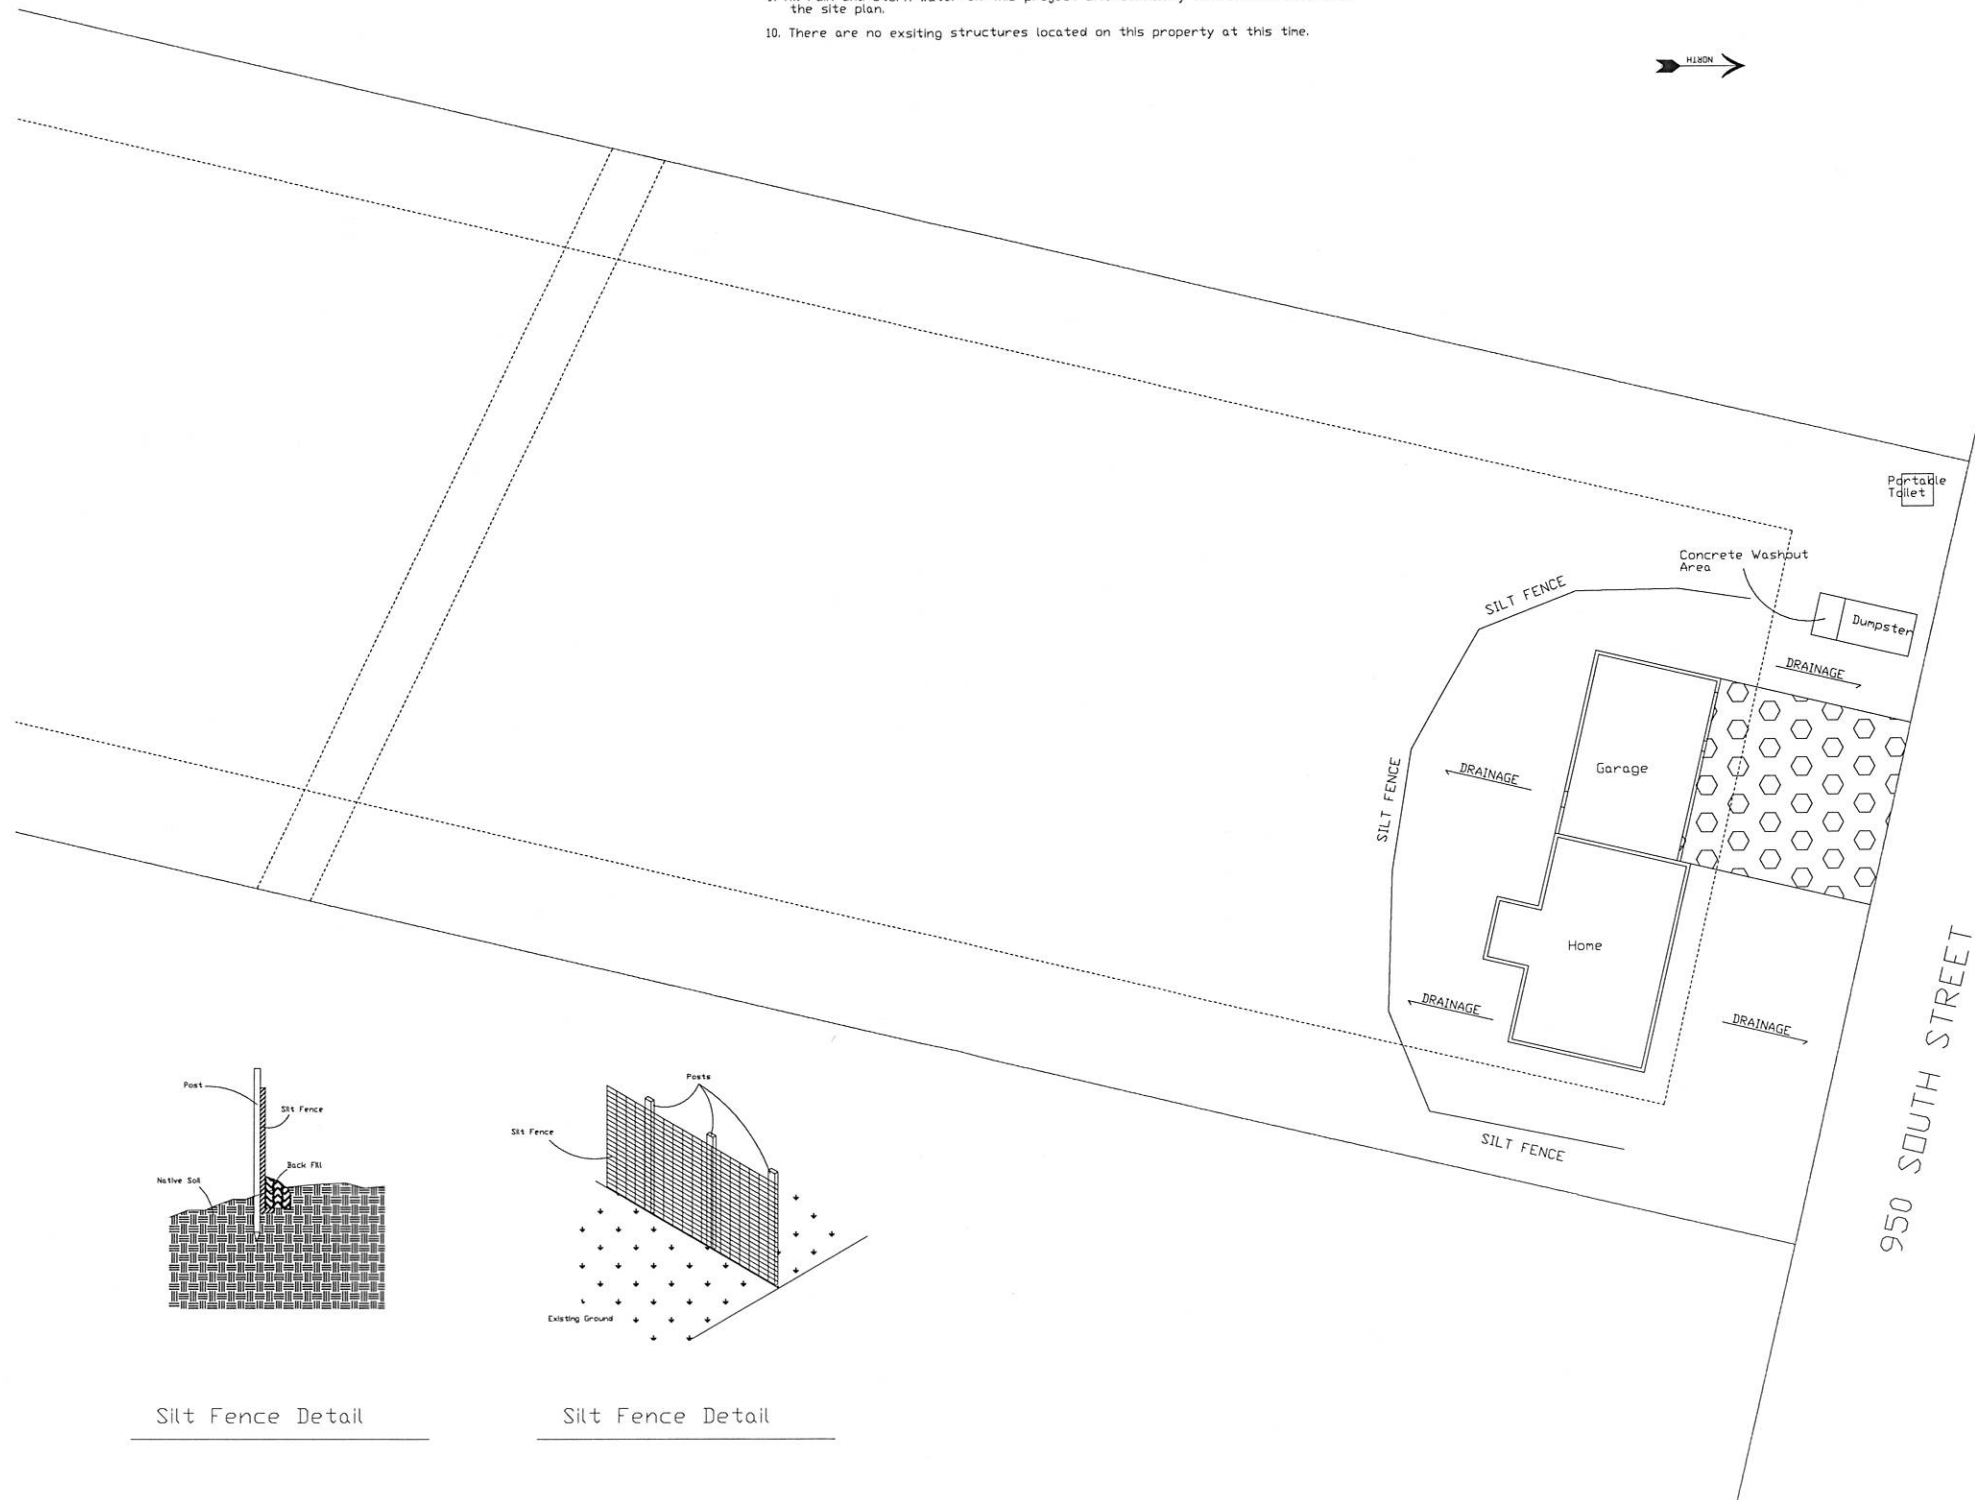 the site plan.
10. There are no exsiting structures located on this property at this time.
NORTH
Portable
Toilet
Concrete Washout
Area
Dumpster
SILT FENCE
DRAINAGE
Garage
DRAINAGE
SILT FENCE
Home
DRAINAGE
DRAINAGE
SILT FENCE
950 SOUTH STREET
Post
Silt Fence
Back Fill
Native Soil
Posts
Silt Fence
Existing Ground
Silt Fence Detail
Silt Fence Detail